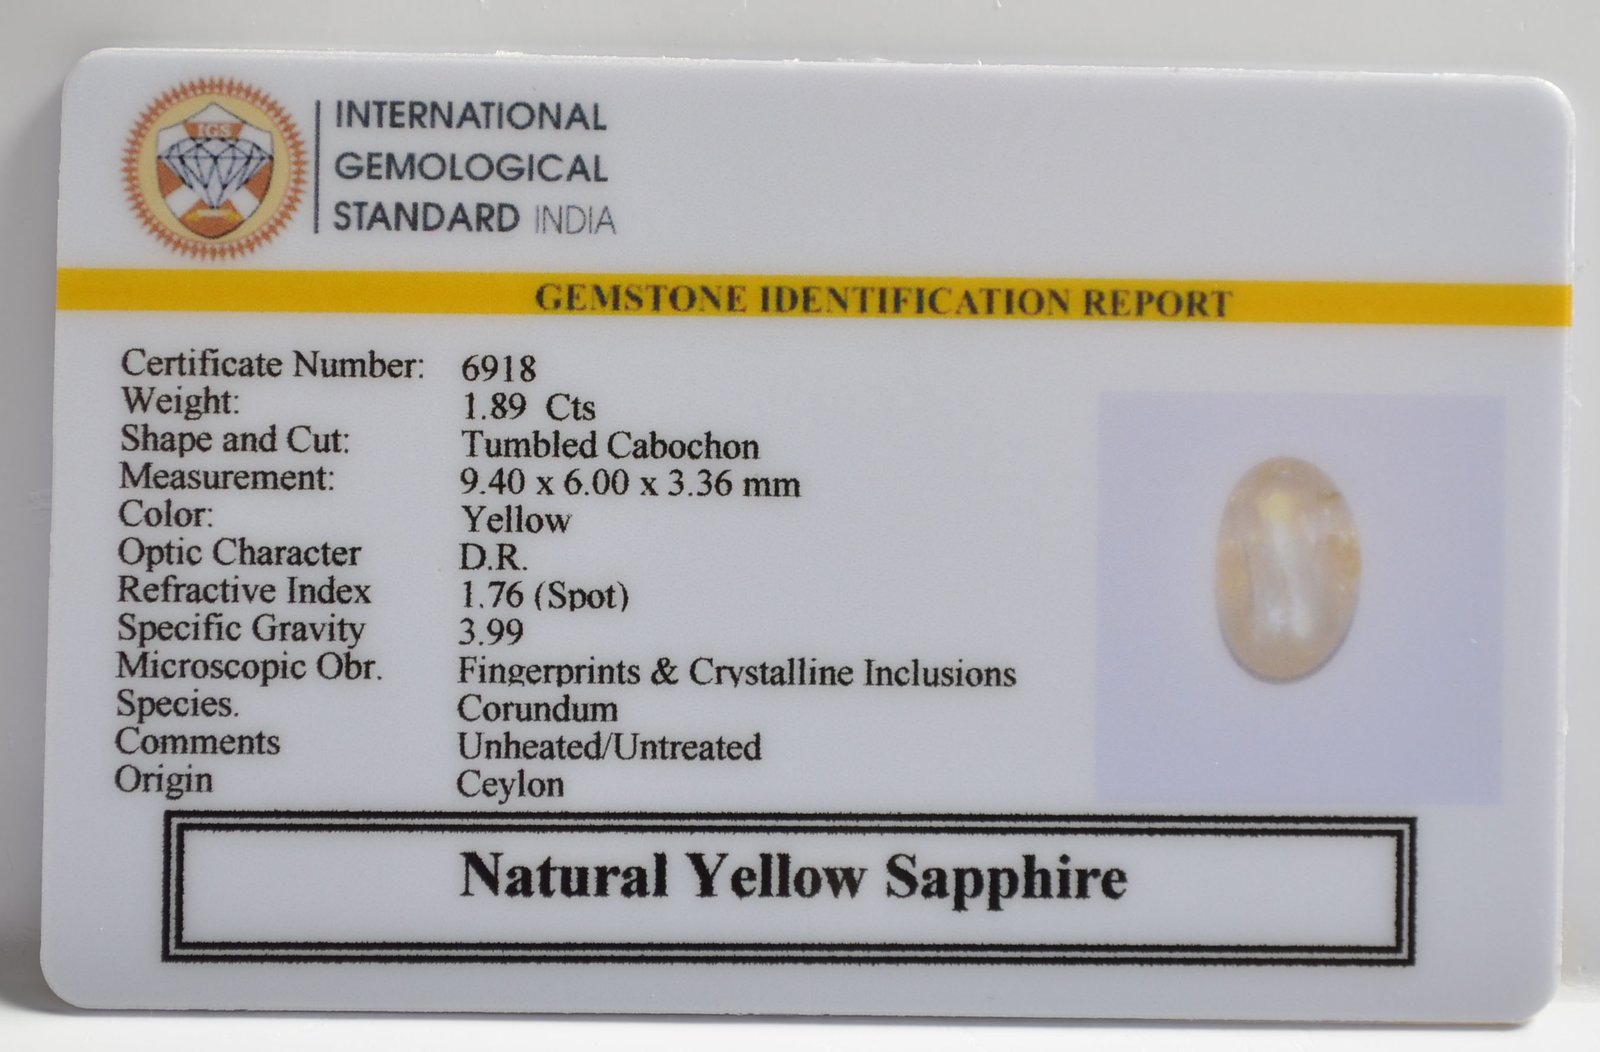 IGS
INTERNATIONAL
GEMOLOGICAL
STANDARD INDIA
GEMSTONE IDENTIFICATION REPORT
Certificate Number: 6918
Weight: 1.89 Cts
Shape and Cut: Tumbled Cabochon
Measurement: 9.40 x 6.00 x 3.36 mm
Color: Yellow
Optic Character D.R.
Refractive Index 1.76 (Spot)
Specific Gravity 3.99
Microscopic Obr. Fingerprints & Crystalline Inclusions
Species. Corundum
Comments Unheated/Untreated
Origin Ceylon
Natural Yellow Sapphire